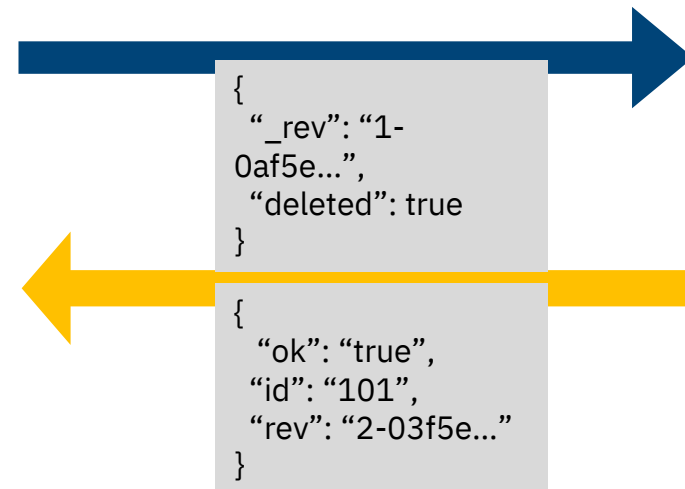 {
“_rev”: “1-
0af5e…”,
“deleted”: true
}
{
“ok”: “true”,
“id”: “101”,
“rev”: “2-03f5e…”
}